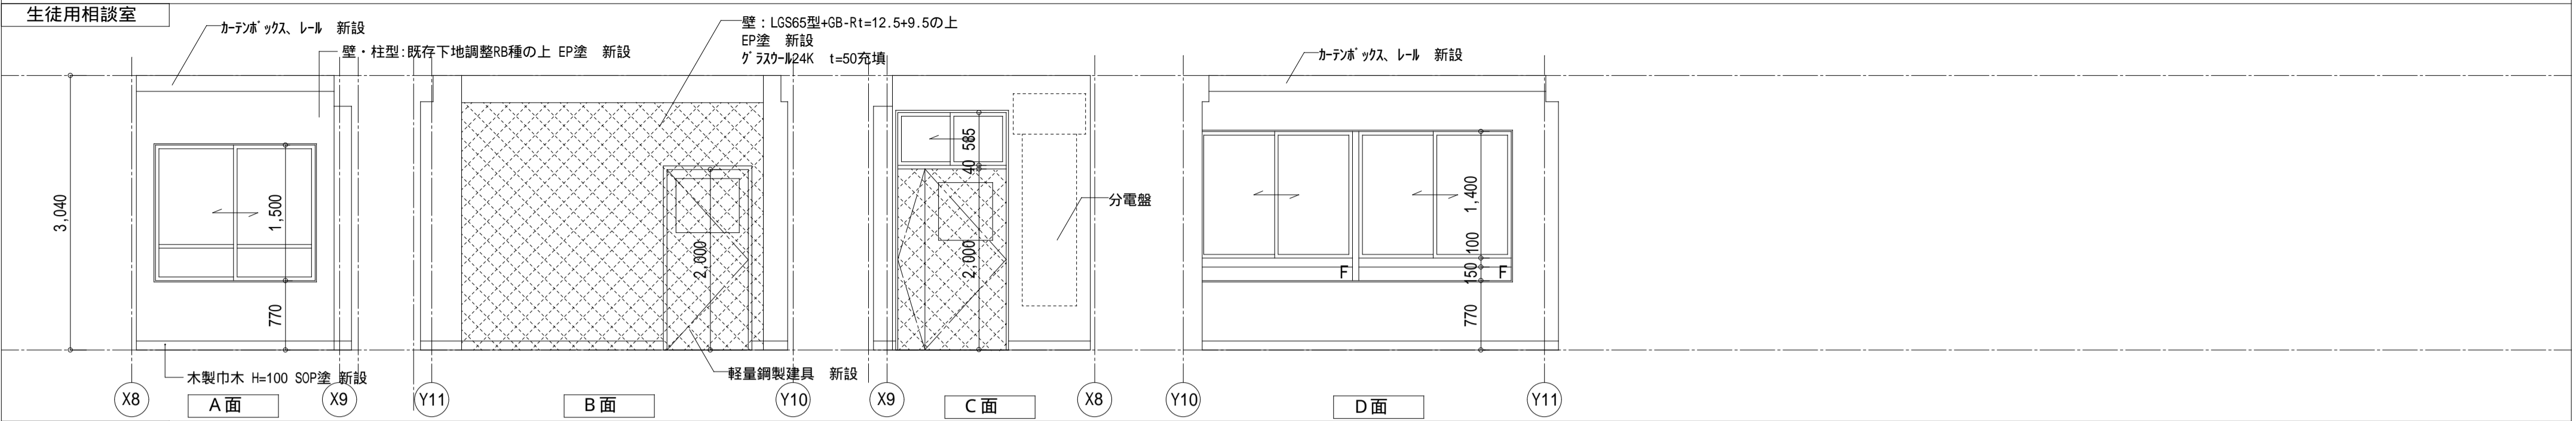 生徒用相談室
ｶｰﾃﾝﾎﾞｯｸｽ、ﾚｰﾙ　新設
壁・柱型:既存下地調整RB種の上 EP塗　新設
壁：LGS65型+GB-Rt=12.5+9.5の上
EP塗　新設
ｸﾞﾗｽｳｰﾙ24K　t=50充填
ｶｰﾃﾝﾎﾞｯｸｽ、ﾚｰﾙ　新設
3,040
1,500
770
2,000
585
40
2,000
分電盤
1,400
100
150
770
F
F
木製巾木 H=100 SOP塗 新設
軽量鋼製建具　新設
X8
A面
X9
Y11
B面
Y10
X9
C面
X8
Y10
D面
Y11